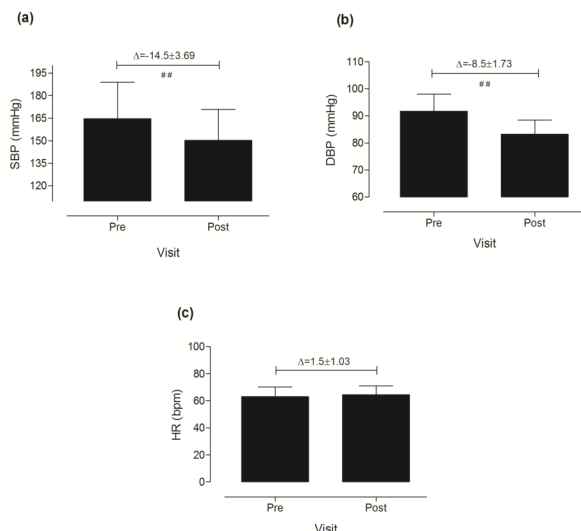 (a)
Δ=-14.5±3.69
##
195
180
165
150
135
120
SBP (mmHg)
Pre
Post
Visit
(b)
Δ=-8.5±1.73
##
110
100
90
80
70
60
DBP (mmHg)
Pre
Post
Visit
(c)
Δ=1.5±1.03
100
80
60
40
20
0
HR (bpm)
Pre
Post
Visit